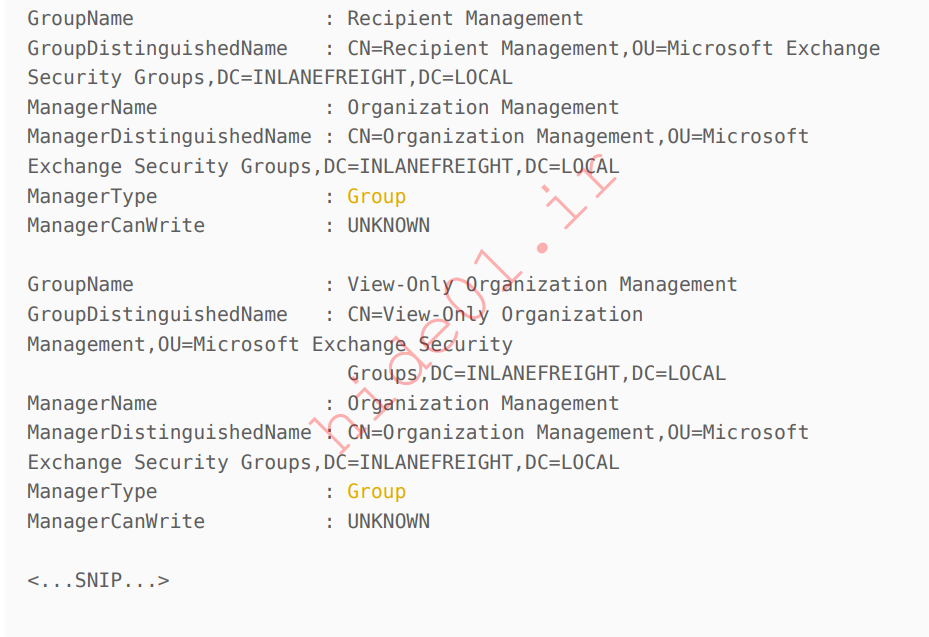 GroupName : Recipient Management
GroupDistinguishedName : CN=Recipient Management,OU=Microsoft Exchange
Security Groups,DC=INLANEFREIGHT,DC=LOCAL
ManagerName : Organization Management
ManagerDistinguishedName : CN=Organization Management,OU=Microsoft
Exchange Security Groups,DC=INLANEFREIGHT,DC=LOCAL
ManagerType : Group
ManagerCanWrite : UNKNOWN
GroupName : View-Only Organization Management
GroupDistinguishedName : CN=View-Only Organization
Management,OU=Microsoft Exchange Security
Groups,DC=INLANEFREIGHT,DC=LOCAL
ManagerName : Organization Management
ManagerDistinguishedName : CN=Organization Management,OU=Microsoft
Exchange Security Groups,DC=INLANEFREIGHT,DC=LOCAL
ManagerType : Group
ManagerCanWrite : UNKNOWN
<...SNIP...>
hide01.ir